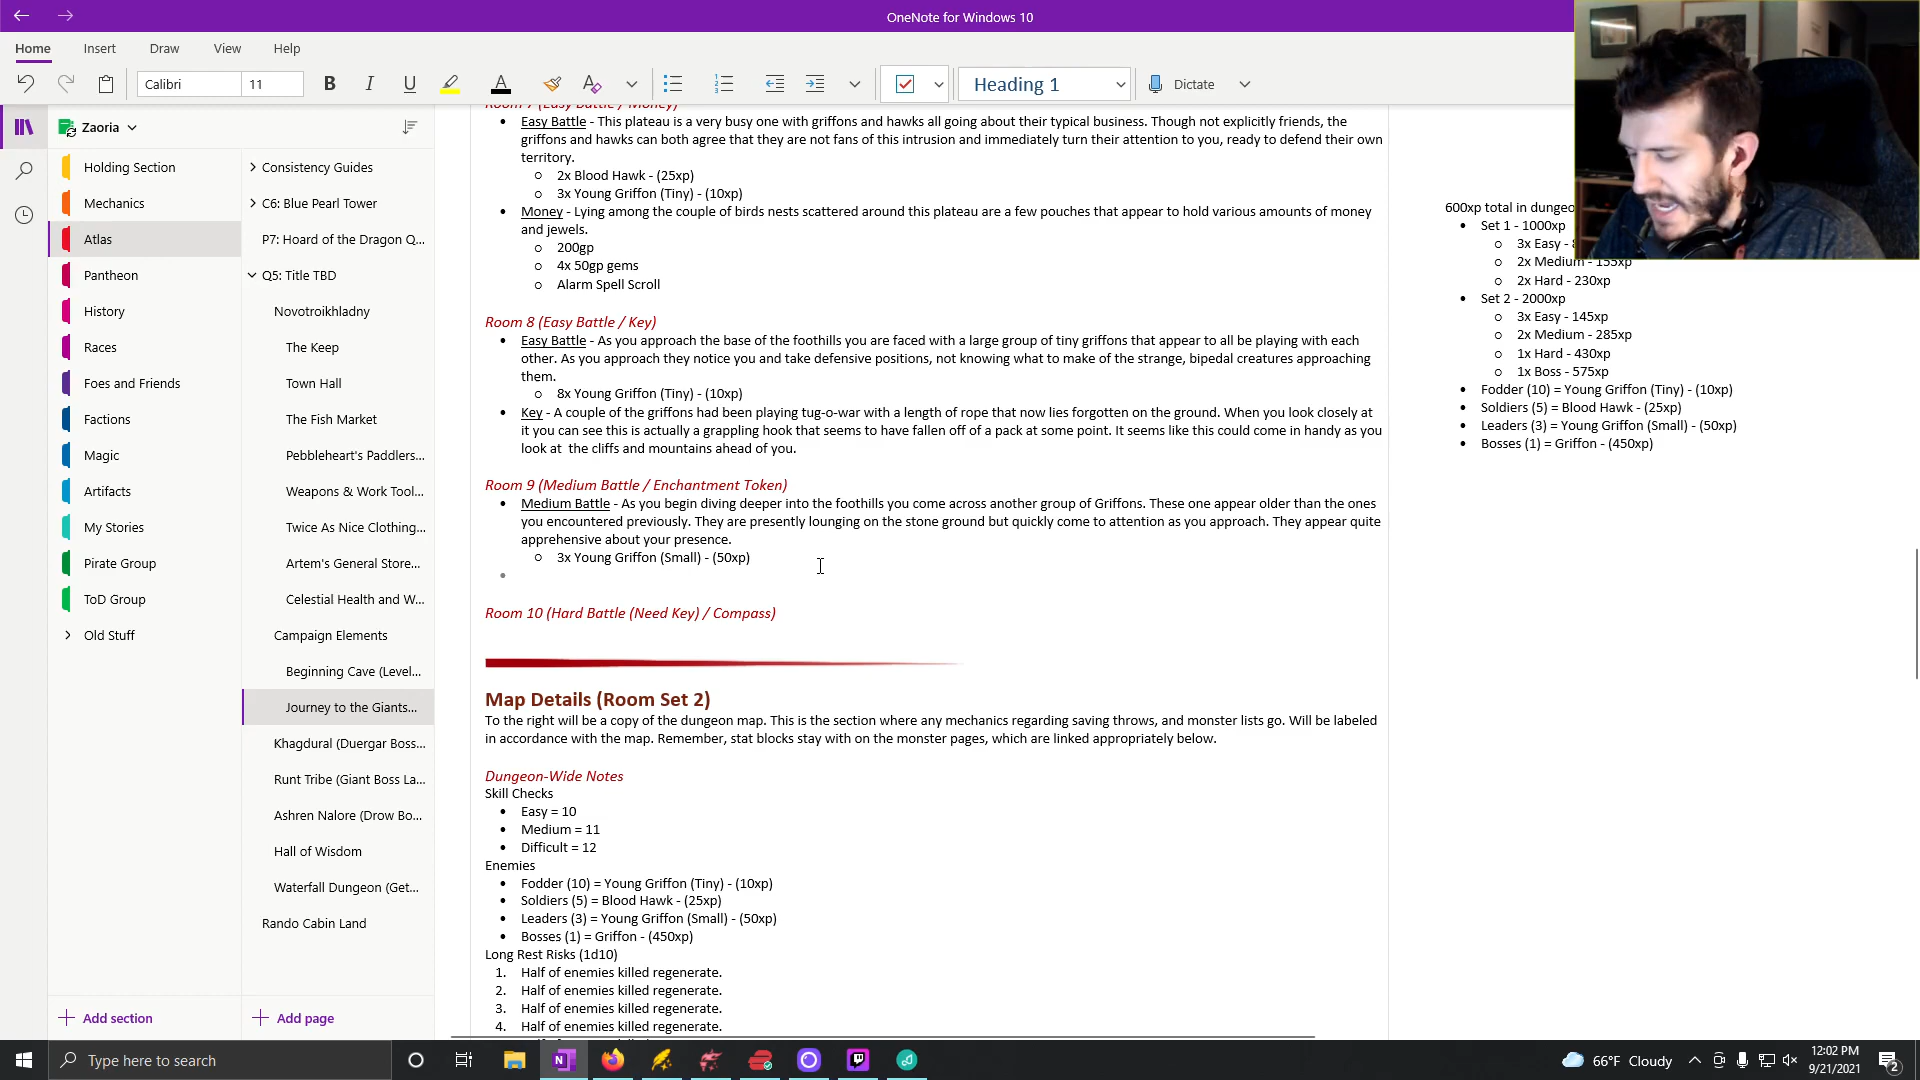 OneNote for Windows 10
Home
Insert
Draw
View
Help
Calibri
11
B
I
U
A
A
Heading 1
Dictate
Zaoria
Holding Section
Mechanics
Atlas
Pantheon
History
Races
Foes and Friends
Factions
Magic
Artifacts
My Stories
Pirate Group
ToD Group
Old Stuff
Add section
Consistency Guides
C6: Blue Pearl Tower
P7: Hoard of the Dragon Q...
Q5: Title TBD
Novotroikhladny
The Keep
Town Hall
The Fish Market
Pebbleheart's Paddlers...
Weapons & Work Tool...
Twice As Nice Clothing...
Artem's General Store...
Celestial Health and W...
Campaign Elements
Beginning Cave (Level...
Journey to the Giants...
Khagdural (Duergar Boss...
Runt Tribe (Giant Boss La...
Ashren Nalore (Drow Bo...
Hall of Wisdom
Waterfall Dungeon (Get...
Rando Cabin Land
Add page
Room 7 (Easy Battle / Money)
• Easy Battle - This plateau is a very busy one with griffons and hawks all going about their typical business. Though not explicitly friends, the
griffons and hawks can both agree that they are not fans of this intrusion and immediately turn their attention to you, ready to defend their own
territory.
○ 2x Blood Hawk - (25xp)
○ 3x Young Griffon (Tiny) - (10xp)
• Money - Lying among the couple of birds nests scattered around this plateau are a few pouches that appear to hold various amounts of money
and jewels.
○ 200gp
○ 4x 50gp gems
○ Alarm Spell Scroll
Room 8 (Easy Battle / Key)
• Easy Battle - As you approach the base of the foothills you are faced with a large group of tiny griffons that appear to all be playing with each
other. As you approach they notice you and take defensive positions, not knowing what to make of the strange, bipedal creatures approaching
them.
○ 8x Young Griffon (Tiny) - (10xp)
• Key - A couple of the griffons had been playing tug-o-war with a length of rope that now lies forgotten on the ground. When you look closely at
it you can see this is actually a grappling hook that seems to have fallen off of a pack at some point. It seems like this could come in handy as you
look at the cliffs and mountains ahead of you.
Room 9 (Medium Battle / Enchantment Token)
• Medium Battle - As you begin diving deeper into the foothills you come across another group of Griffons. These one appear older than the ones
you encountered previously. They are presently lounging on the stone ground but quickly come to attention as you approach. They appear quite
apprehensive about your presence.
○ 3x Young Griffon (Small) - (50xp)
•
Room 10 (Hard Battle (Need Key) / Compass)
Map Details (Room Set 2)
To the right will be a copy of the dungeon map. This is the section where any mechanics regarding saving throws, and monster lists go. Will be labeled
in accordance with the map. Remember, stat blocks stay with on the monster pages, which are linked appropriately below.
Dungeon-Wide Notes
Skill Checks
• Easy = 10
• Medium = 11
• Difficult = 12
Enemies
• Fodder (10) = Young Griffon (Tiny) - (10xp)
• Soldiers (5) = Blood Hawk - (25xp)
• Leaders (3) = Young Griffon (Small) - (50xp)
• Bosses (1) = Griffon - (450xp)
Long Rest Risks (1d10)
1. Half of enemies killed regenerate.
2. Half of enemies killed regenerate.
3. Half of enemies killed regenerate.
4. Half of enemies killed regenerate.
600xp total in dunge
• Set 1 - 1000xp
○ 3x Easy -
○ 2x Medium - 155xp
○ 2x Hard - 230xp
• Set 2 - 2000xp
○ 3x Easy - 145xp
○ 2x Medium - 285xp
○ 1x Hard - 430xp
○ 1x Boss - 575xp
• Fodder (10) = Young Griffon (Tiny) - (10xp)
• Soldiers (5) = Blood Hawk - (25xp)
• Leaders (3) = Young Griffon (Small) - (50xp)
• Bosses (1) = Griffon - (450xp)
Type here to search
66°F Cloudy
12:02 PM
9/21/2021
2